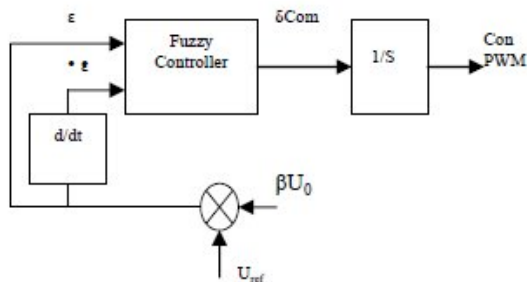 ε
Fuzzy
Controller
δCom
1/S
Con
PWM
• ε
d/dt
βU₀
Uref